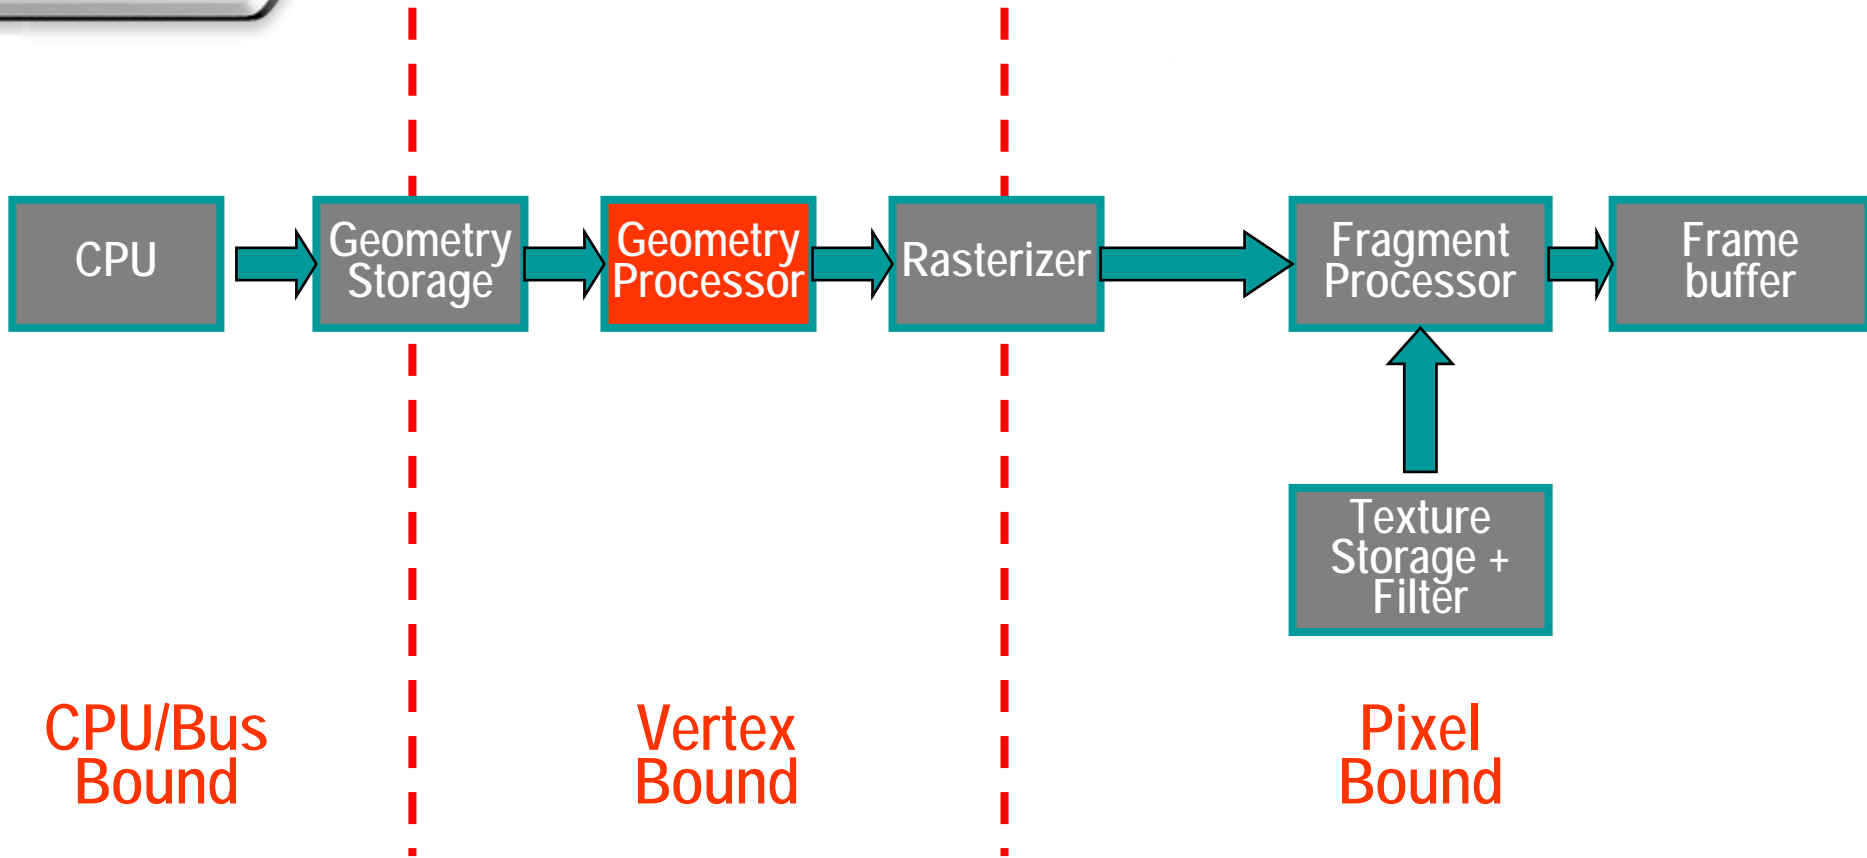 CPU
Geometry
Storage
Geometry
Processor
Rasterizer
Fragment
Processor
Frame
buffer
Texture
Storage +
Filter
CPU/Bus
Bound
Vertex
Bound
Pixel
Bound